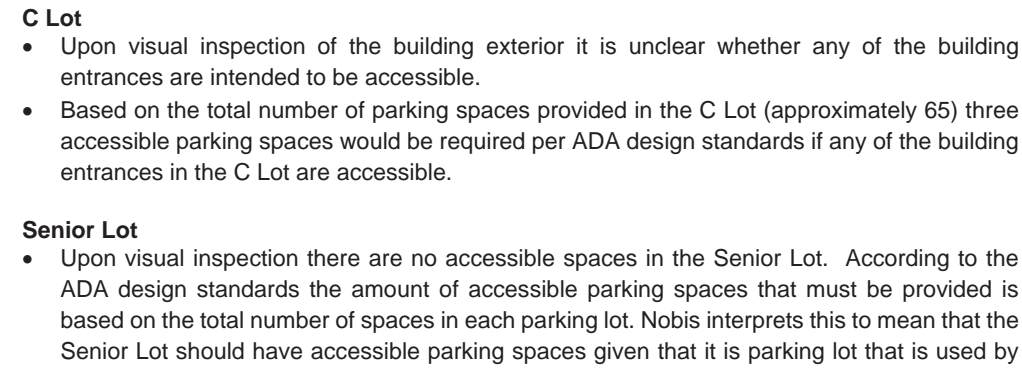 C Lot
• Upon visual inspection of the building exterior it is unclear whether any of the building
entrances are intended to be accessible.
• Based on the total number of parking spaces provided in the C Lot (approximately 65) three
accessible parking spaces would be required per ADA design standards if any of the building
entrances in the C Lot are accessible.
Senior Lot
• Upon visual inspection there are no accessible spaces in the Senior Lot. According to the
ADA design standards the amount of accessible parking spaces that must be provided is
based on the total number of spaces in each parking lot. Nobis interprets this to mean that the
Senior Lot should have accessible parking spaces given that it is parking lot that is used by